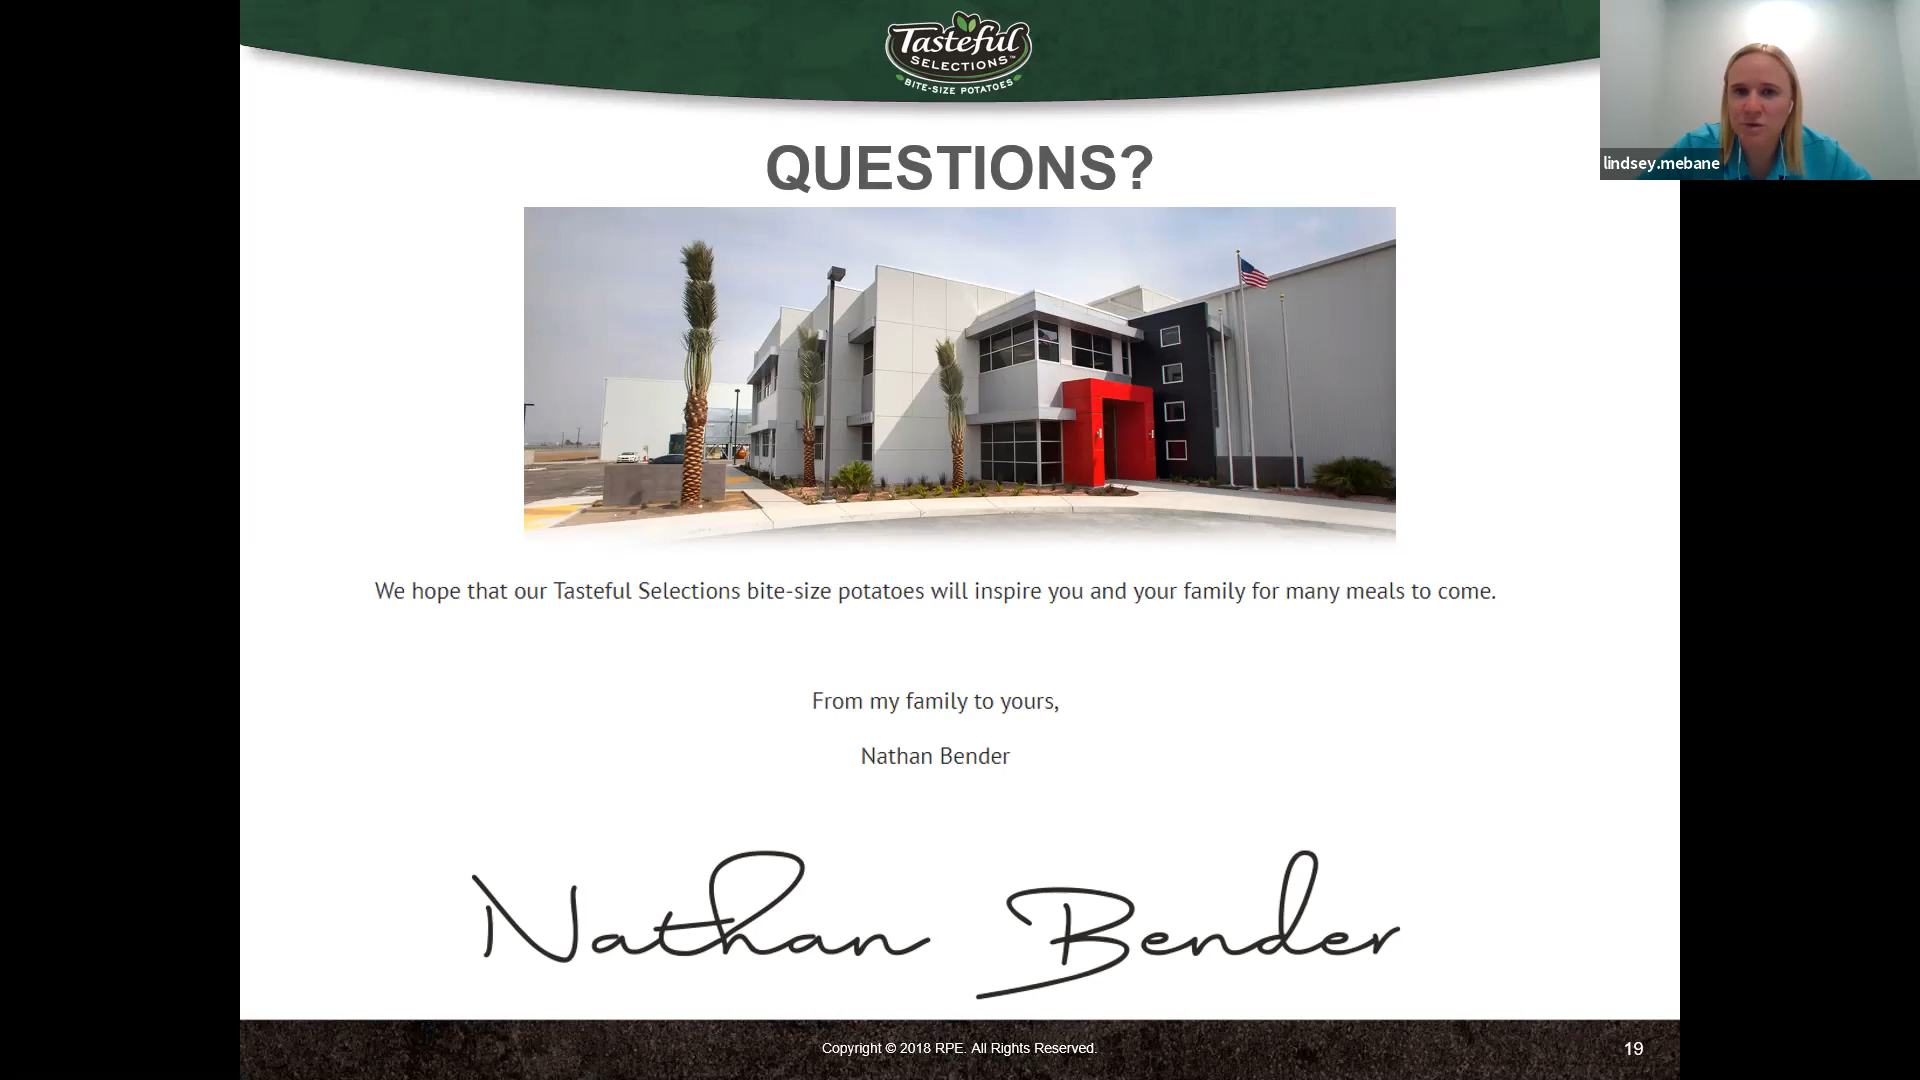 Tasteful
SELECTIONS™
BITE-SIZE POTATOES
lindsey.mebane
QUESTIONS?
We hope that our Tasteful Selections bite-size potatoes will inspire you and your family for many meals to come.
From my family to yours,
Nathan Bender
Nathan Bender
Copyright © 2018 RPE. All Rights Reserved.
19